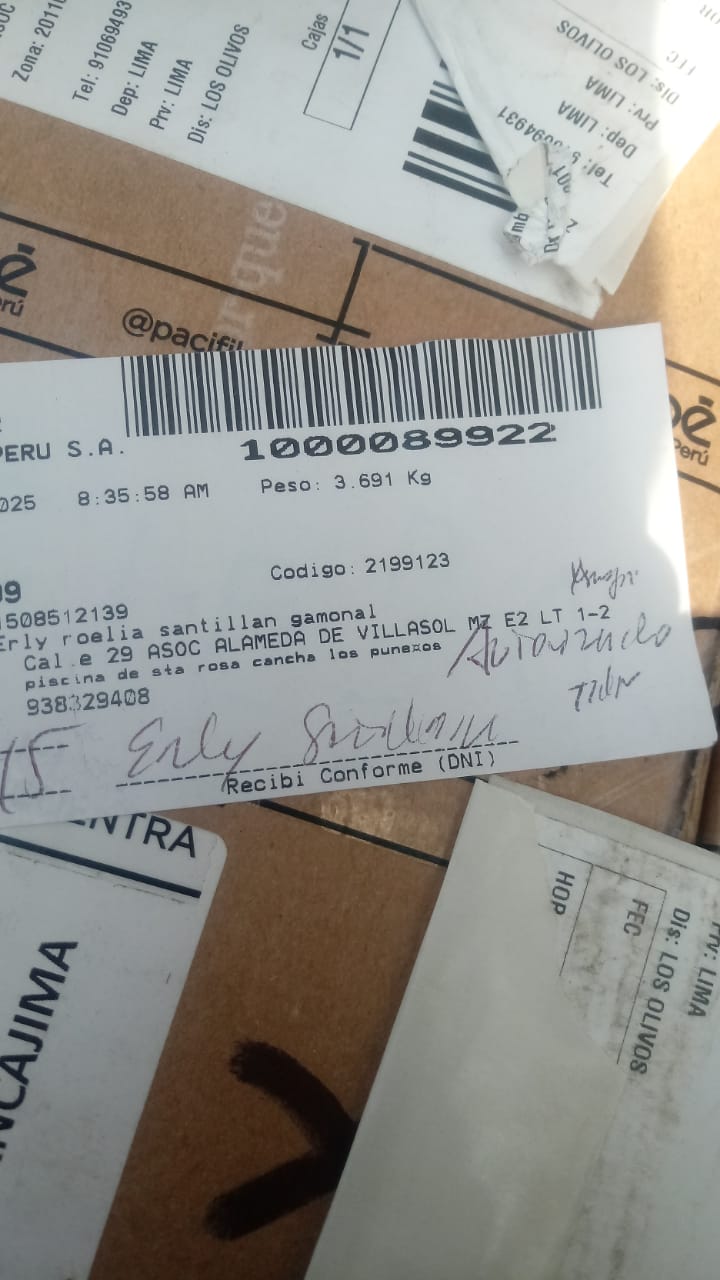 Zona: 2011
Tel: 91069493
Dep: LIMA
Prv: LIMA
Dis: LOS OLIVOS
Cajas
1/1
Dis: LOS OLIVOS
Prv: LIMA
Dep: LIMA
@pacifi
PERU S.A.
1000089922
025 8:35:58 AM Peso: 3.691 Kg
Codigo: 2199123
09
1508512139
Erly roelia santillan gamonal
Cal e 29 ASOC ALAMEDA DE VILLASOL MZ E2 LT 1-2
piscina de sta rosa cancha los punexos
938329408
Erly
Recibi Conforme (DNI)
ENTRA
NCAJIMA
HOP
FEC
Dis: LOS OLIVOS
Prv: LIMA